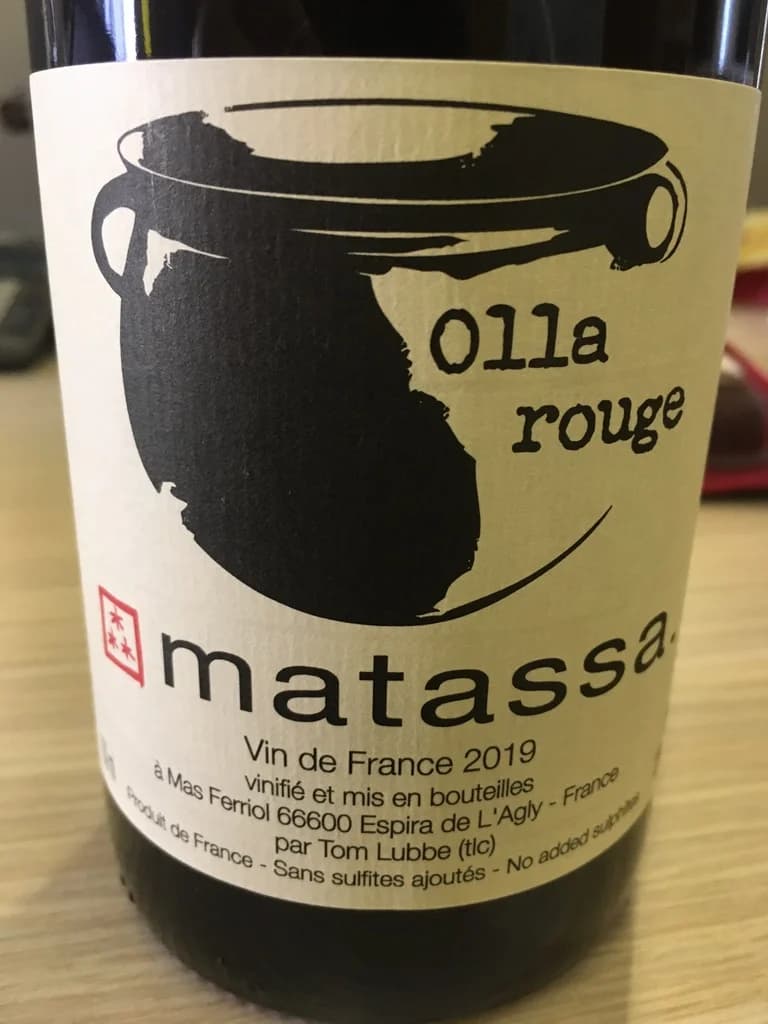 Olla
rouge
森
matassa.
Vin de France 2019
vinifié et mis en bouteilles
à Mas Ferriol 66600 Espira de L'Agly - France
par Tom Lubbe (tlc)
Produit de France - Sans sulfites ajoutés - No added sulphites